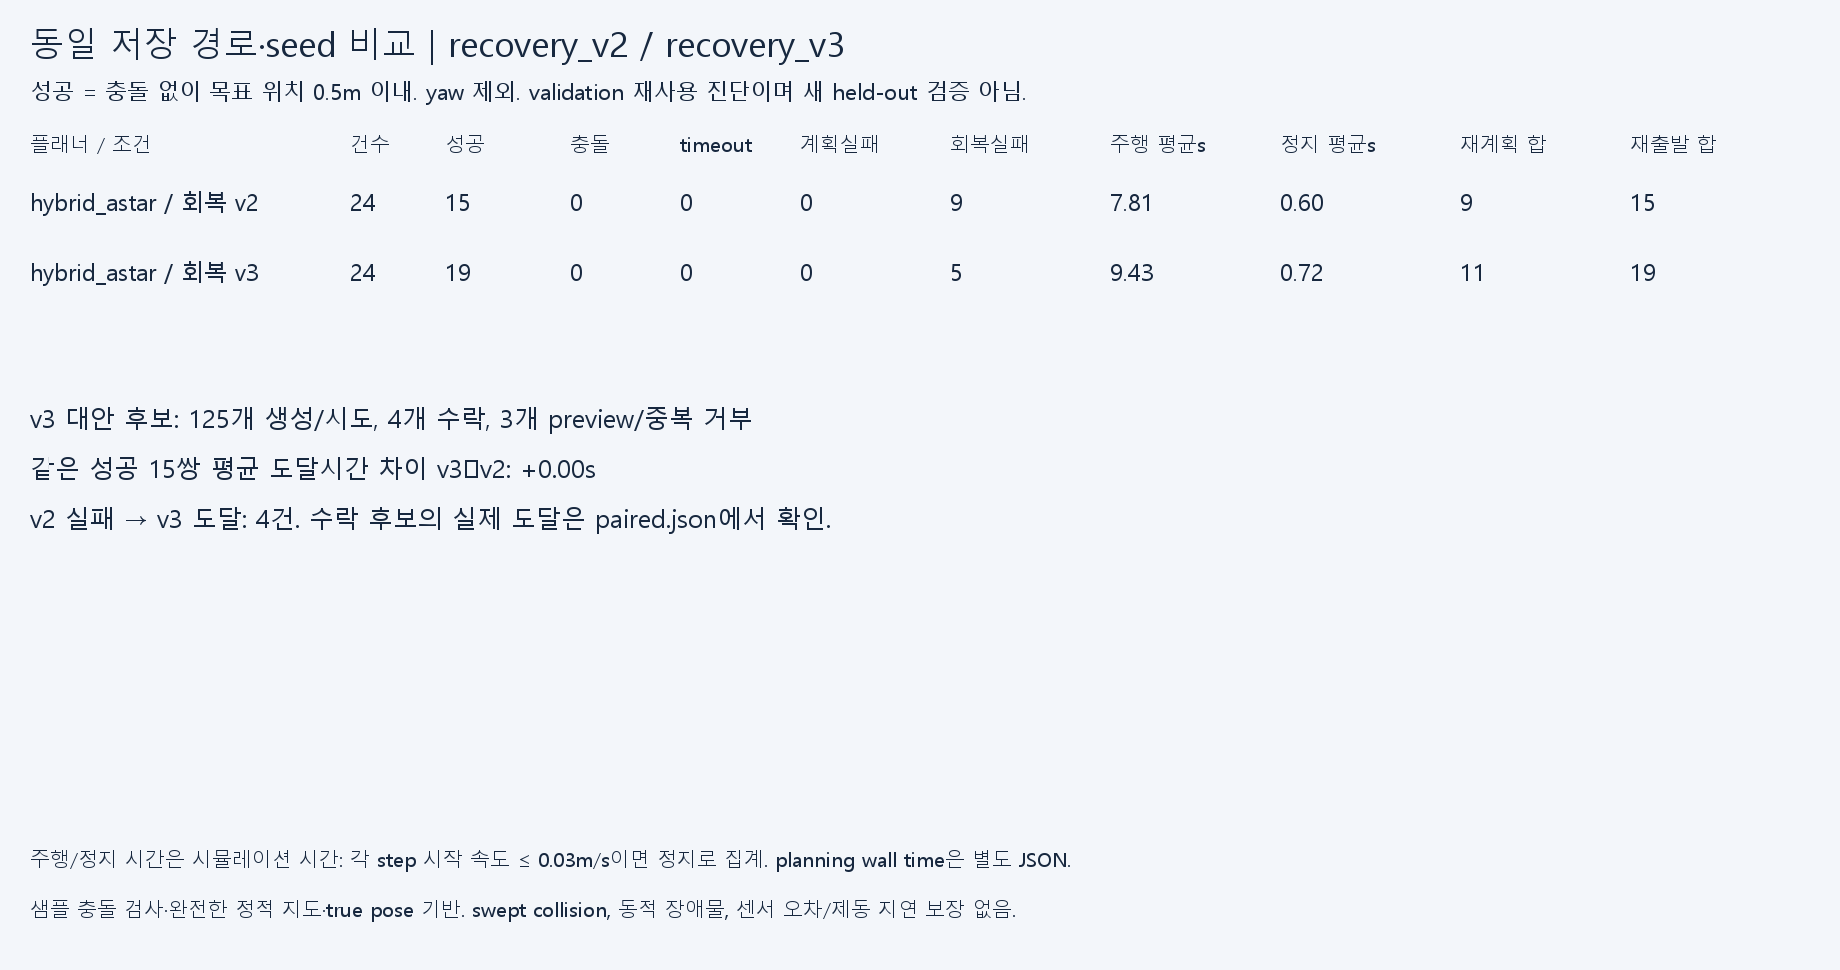 동일 저장 경로·seed 비교 | recovery_v2 / recovery_v3
성공 = 충돌 없이 목표 위치 0.5m 이내. yaw 제외. validation 재사용 진단이며 새 held-out 검증 아님.
플래너 / 조건 건수 성공 충돌 timeout 계획실패 회복실패 주행 평균s 정지 평균s 재계획 합 재출발 합
hybrid_astar / 회복 v2 24 15 0 0 0 9 7.81 0.60 9 15
hybrid_astar / 회복 v3 24 19 0 0 0 5 9.43 0.72 11 19
v3 대안 후보: 125개 생성/시도, 4개 수락, 3개 preview/중복 거부
같은 성공 15쌍 평균 도달시간 차이 v3□v2: +0.00s
v2 실패 → v3 도달: 4건. 수락 후보의 실제 도달은 paired.json에서 확인.
주행/정지 시간은 시뮬레이션 시간: 각 step 시작 속도 ≤ 0.03m/s이면 정지로 집계. planning wall time은 별도 JSON.
샘플 충돌 검사·완전한 정적 지도·true pose 기반. swept collision, 동적 장애물, 센서 오차/제동 지연 보장 없음.